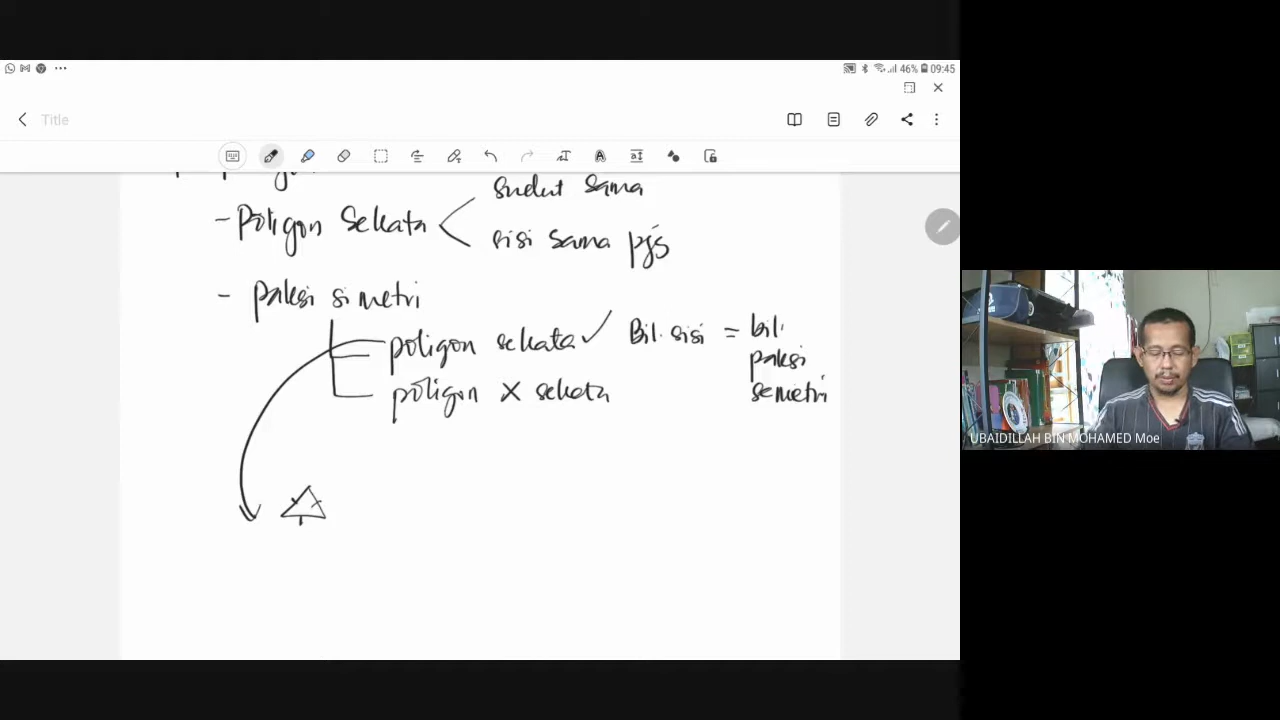 46% 09:45
Title
sudut sama
- Poligon Sekata
sisi sama pjg
- paksi simetri
poligon sekata ✓ Bil. sisi = bil.
paksi
poligon X sekata
semetri
UBAIDILLAH BIN MOHAMED Moe